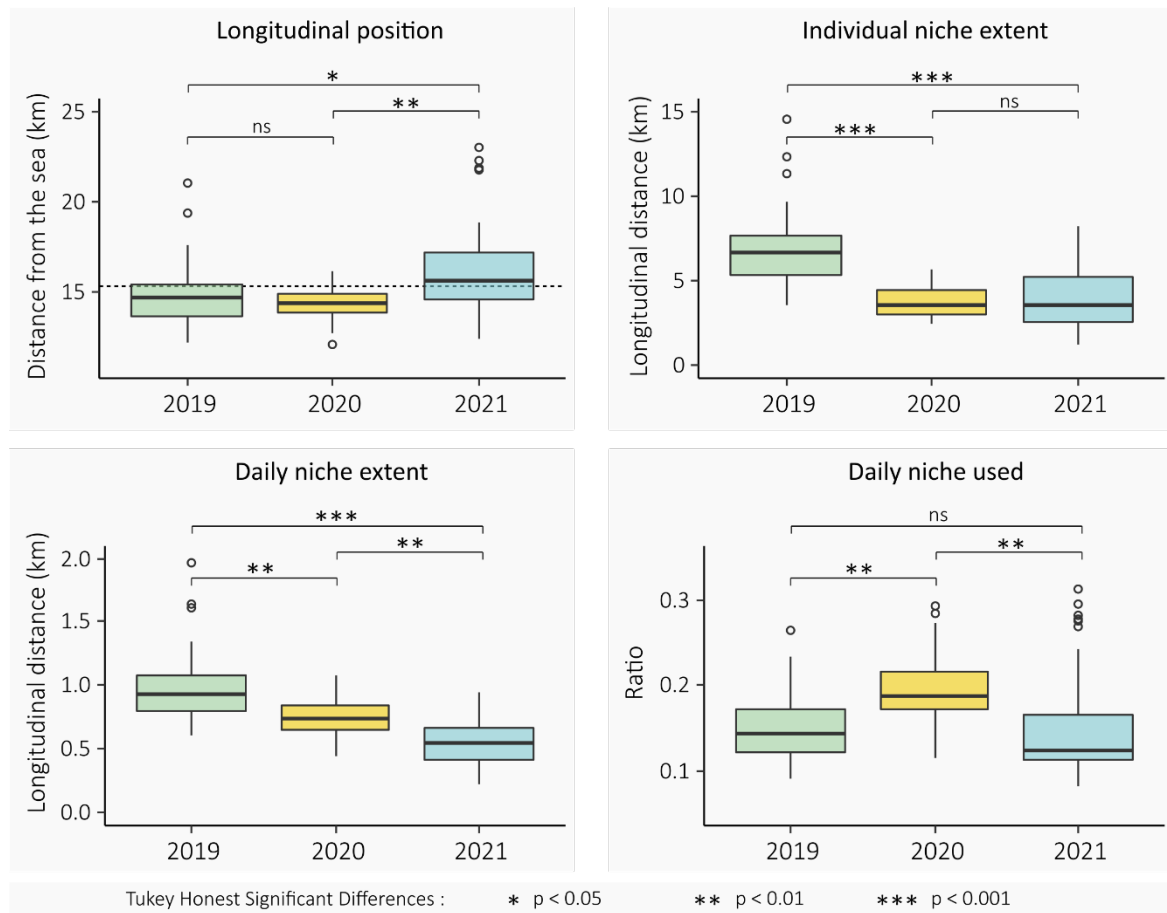 Longitudinal position
*
**
ns
Distance from the sea (km)
25
20
15
2019 2020 2021
Individual niche extent
***
ns
***
Longitudinal distance (km)
15
10
5
0
2019 2020 2021
Daily niche extent
***
**
**
Longitudinal distance (km)
2.0
1.5
1.0
0.5
0.0
2019 2020 2021
Daily niche used
ns
**
**
Ratio
0.3
0.2
0.1
2019 2020 2021
Tukey Honest Significant Differences : * p < 0.05 ** p < 0.01 *** p < 0.001